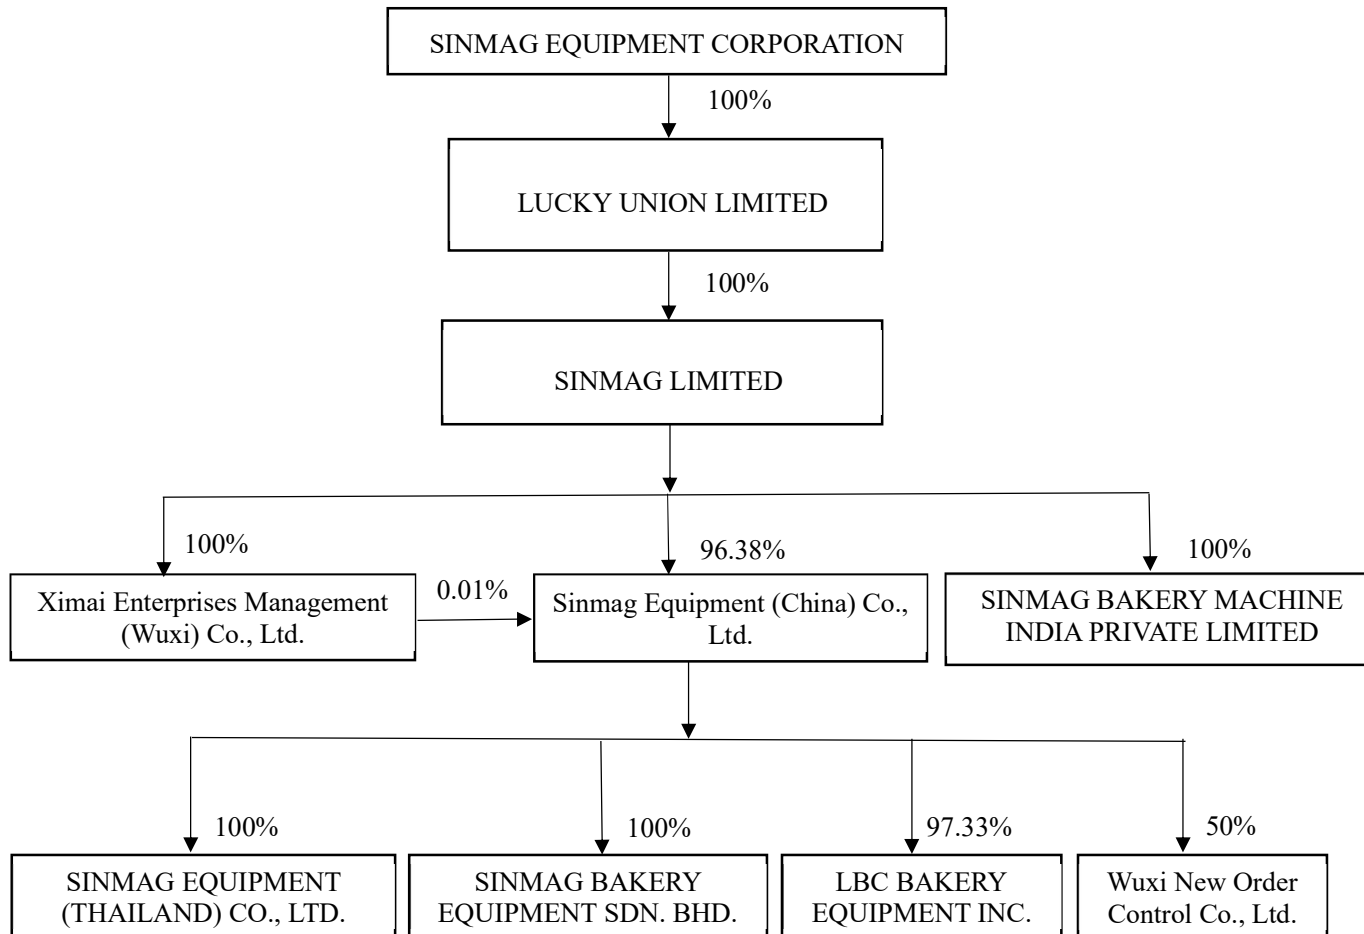 SINMAG EQUIPMENT CORPORATION
100%
LUCKY UNION LIMITED
100%
SINMAG LIMITED
100%
96.38%
100%
Ximai Enterprises Management
(Wuxi) Co., Ltd.
0.01%
Sinmag Equipment (China) Co.,
Ltd.
SINMAG BAKERY MACHINE
INDIA PRIVATE LIMITED
100%
100%
97.33%
50%
SINMAG EQUIPMENT
(THAILAND) CO., LTD.
SINMAG BAKERY
EQUIPMENT SDN. BHD.
LBC BAKERY
EQUIPMENT INC.
Wuxi New Order
Control Co., Ltd.